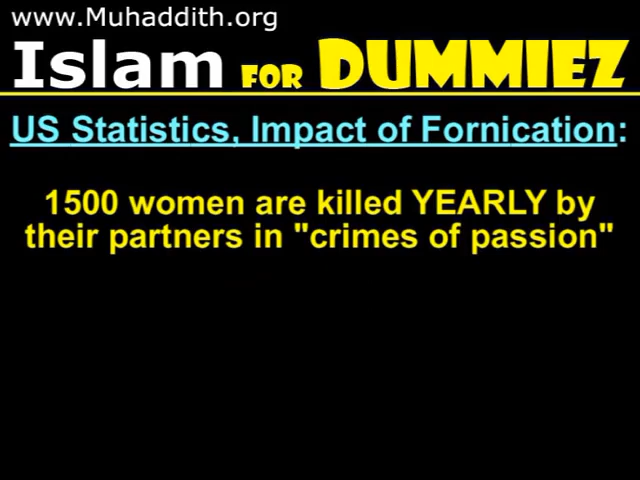 www.Muhaddith.org
Islam FOR DUMMIEZ
US Statistics, Impact of Fornication:
1500 women are killed YEARLY by
their partners in "crimes of passion"